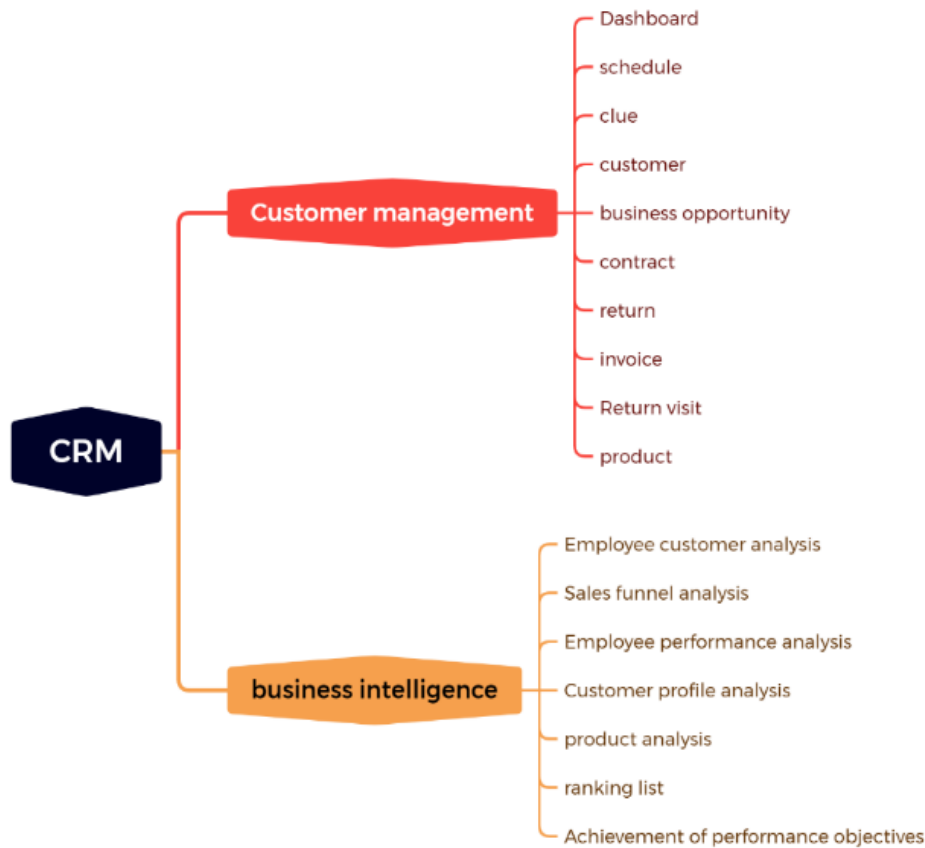 CRM
Customer management
Dashboard
schedule
clue
customer
business opportunity
contract
return
invoice
Return visit
product
business intelligence
Employee customer analysis
Sales funnel analysis
Employee performance analysis
Customer profile analysis
product analysis
ranking list
Achievement of performance objectives